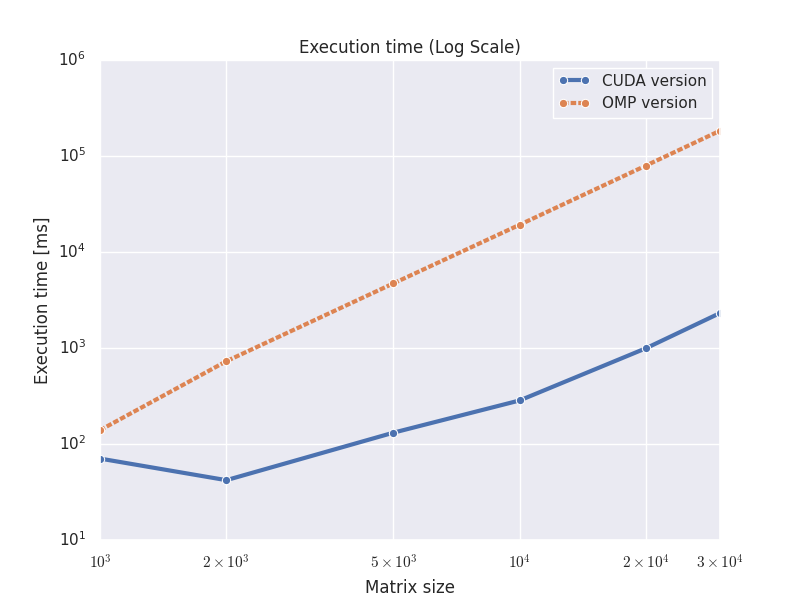 Execution time (Log Scale)
CUDA version
OMP version
Execution time [ms]
10⁶
10⁵
10⁴
10³
10²
10¹
10³
2 × 10³
5 × 10³
10⁴
2 × 10⁴
3 × 10⁴
Matrix size